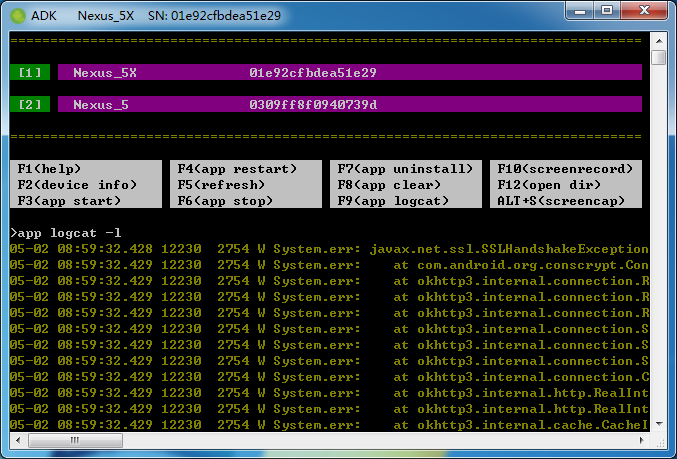 ADK Nexus_5X SN: 01e92cfbdea51e29
================================================================================
[1] Nexus_5X 01e92cfbdea51e29
[2] Nexus_5 0309ff8f0940739d
================================================================================
F1(help) F4(app restart) F7(app uninstall) F10(screenrecord)
F2(device info) F5(refresh) F8(app clear) F12(open dir)
F3(app start) F6(app stop) F9(app logcat) ALT+S(screencap)
>app logcat -l
05-02 08:59:32.428 12230 2754 W System.err: javax.net.ssl.SSLHandshakeException
05-02 08:59:32.429 12230 2754 W System.err: at com.android.org.conscrypt.Con
05-02 08:59:32.429 12230 2754 W System.err: at okhttp3.internal.connection.R
05-02 08:59:32.429 12230 2754 W System.err: at okhttp3.internal.connection.R
05-02 08:59:32.429 12230 2754 W System.err: at okhttp3.internal.connection.R
05-02 08:59:32.429 12230 2754 W System.err: at okhttp3.internal.connection.S
05-02 08:59:32.429 12230 2754 W System.err: at okhttp3.internal.connection.S
05-02 08:59:32.429 12230 2754 W System.err: at okhttp3.internal.connection.S
05-02 08:59:32.429 12230 2754 W System.err: at okhttp3.internal.connection.C
05-02 08:59:32.429 12230 2754 W System.err: at okhttp3.internal.http.RealInt
05-02 08:59:32.429 12230 2754 W System.err: at okhttp3.internal.http.RealInt
05-02 08:59:32.429 12230 2754 W System.err: at okhttp3.internal.cache.CacheI